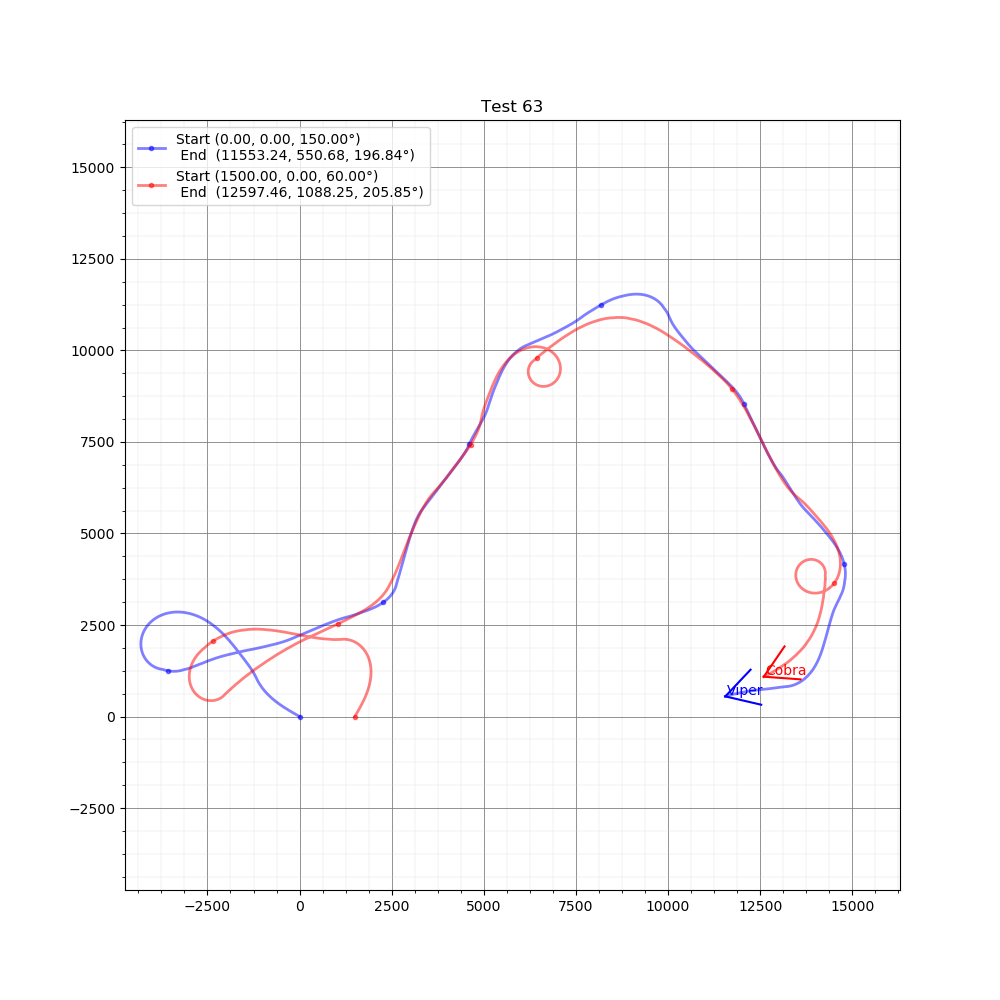 Test 63
Start (0.00, 0.00, 150.00°)
End (11553.24, 550.68, 196.84°)
Start (1500.00, 0.00, 60.00°)
End (12597.46, 1088.25, 205.85°)
15000
12500
10000
7500
5000
2500
0
−2500
Cobra
Viper
−2500 0 2500 5000 7500 10000 12500 15000